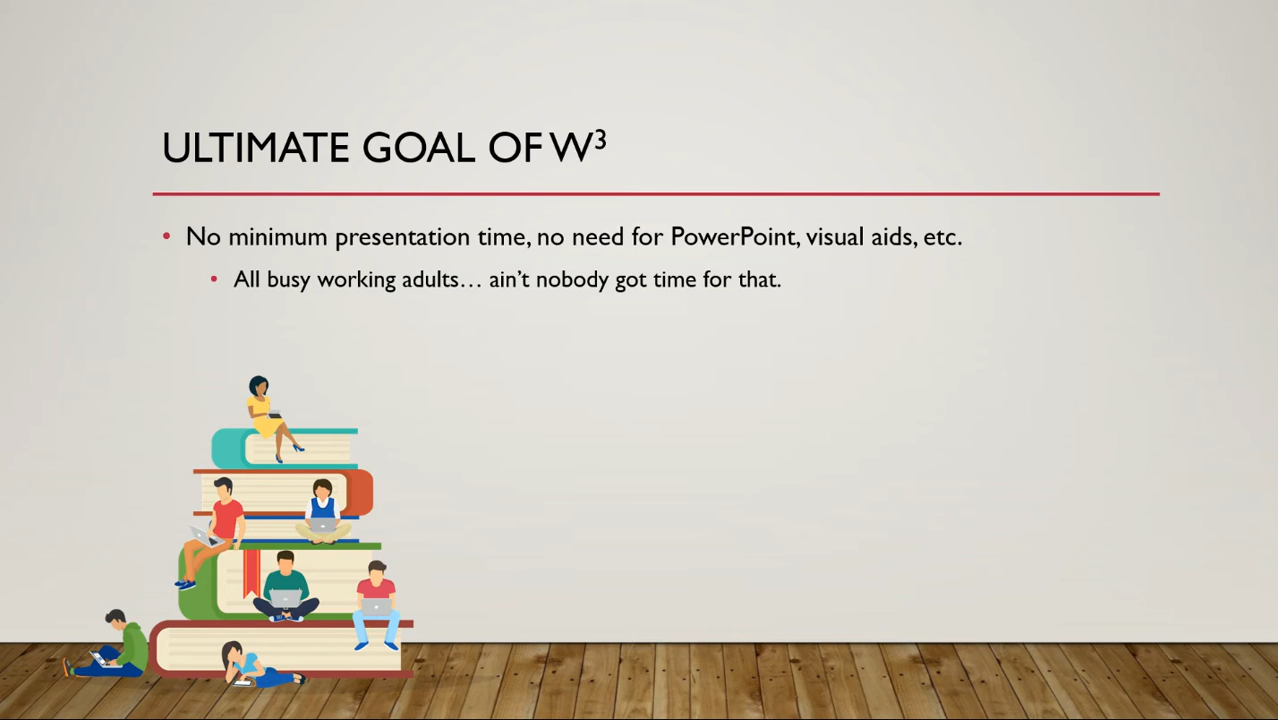 ULTIMATE GOAL OF W³
• No minimum presentation time, no need for PowerPoint, visual aids, etc.
• All busy working adults… ain’t nobody got time for that.